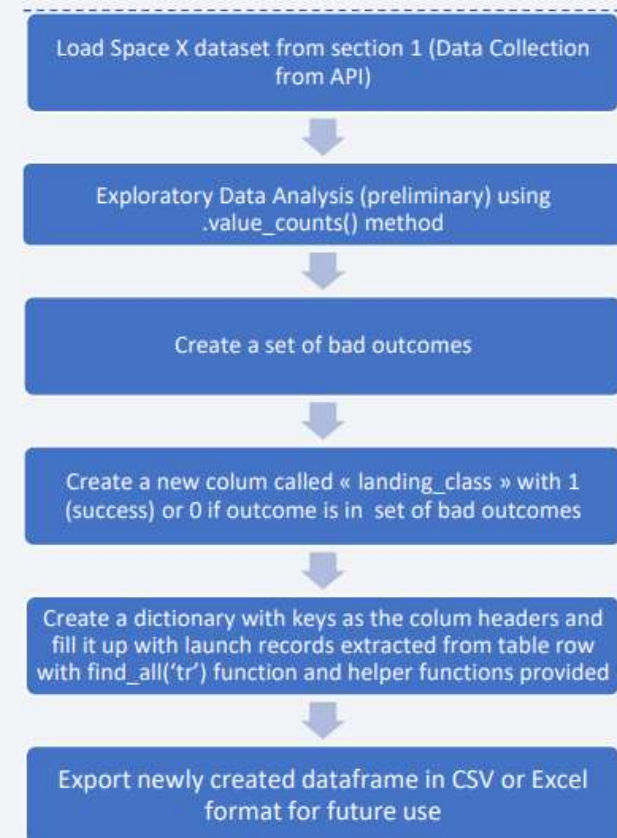 Load Space X dataset from section 1 (Data Collection
from API)
Exploratory Data Analysis (preliminary) using
.value_counts() method
Create a set of bad outcomes
Create a new colum called « landing_class » with 1
(success) or 0 if outcome is in set of bad outcomes
Create a dictionary with keys as the colum headers and
fill it up with launch records extracted from table row
with find_all(‘tr’) function and helper functions provided
Export newly created dataframe in CSV or Excel
format for future use